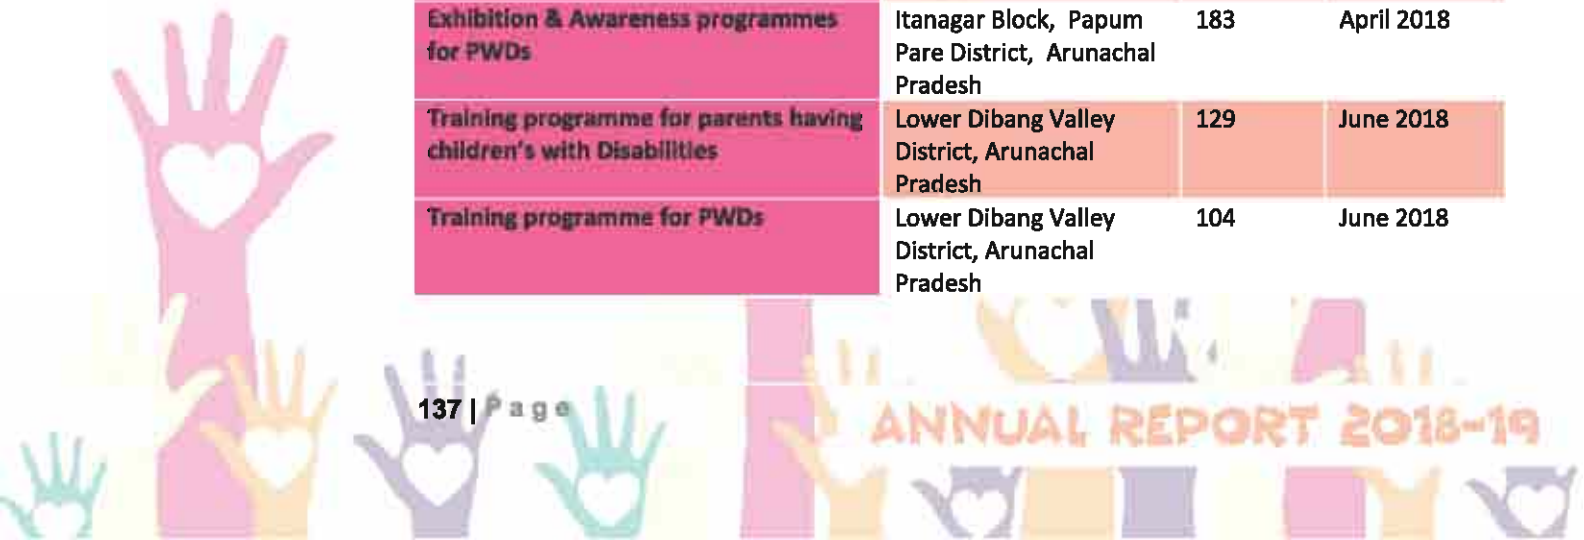 Exhibition & Awareness programmes
for PWDs
Itanagar Block, Papum
Pare District, Arunachal
Pradesh
183
April 2018
Training programme for parents having
children's with Disabilities
Lower Dibang Valley
District, Arunachal
Pradesh
129
June 2018
Training programme for PWDs
Lower Dibang Valley
District, Arunachal
Pradesh
104
June 2018
137 | Page
ANNUAL REPORT 2018-19